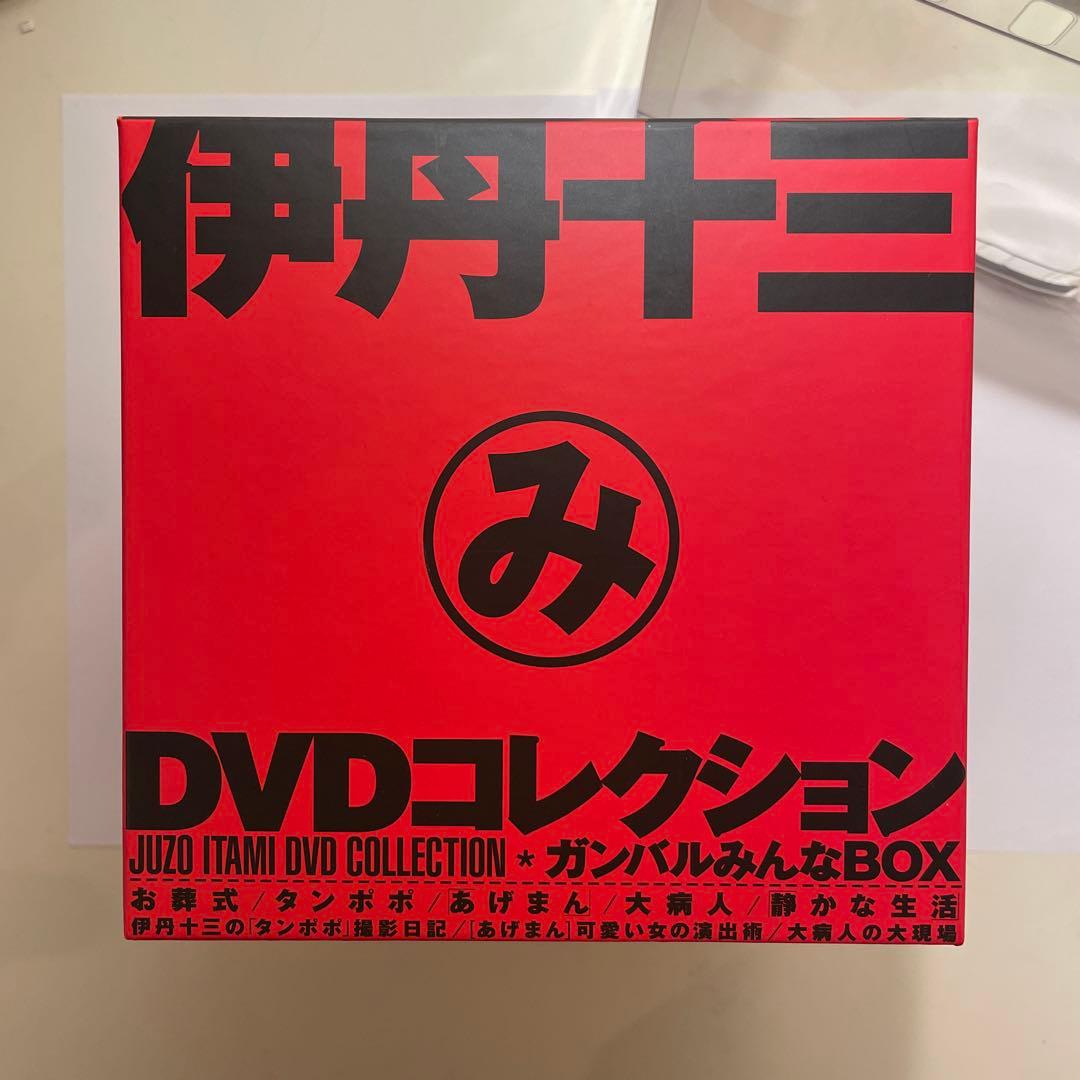 伊丹十三
み
DVDコレクション
JUZO ITAMI DVD COLLECTION * ガンバルみんなBOX
お葬式/タンポポ/[あげまん]/大病人/[静かな生活]
伊丹十三の「タンポポ」撮影日記/[あげまん]可愛い女の演出術/大病人の大現場